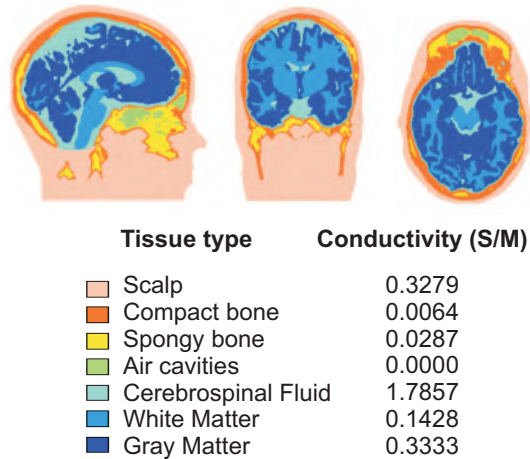 Tissue type Conductivity (S/M)
Scalp 0.3279
Compact bone 0.0064
Spongy bone 0.0287
Air cavities 0.0000
Cerebrospinal Fluid 1.7857
White Matter 0.1428
Gray Matter 0.3333